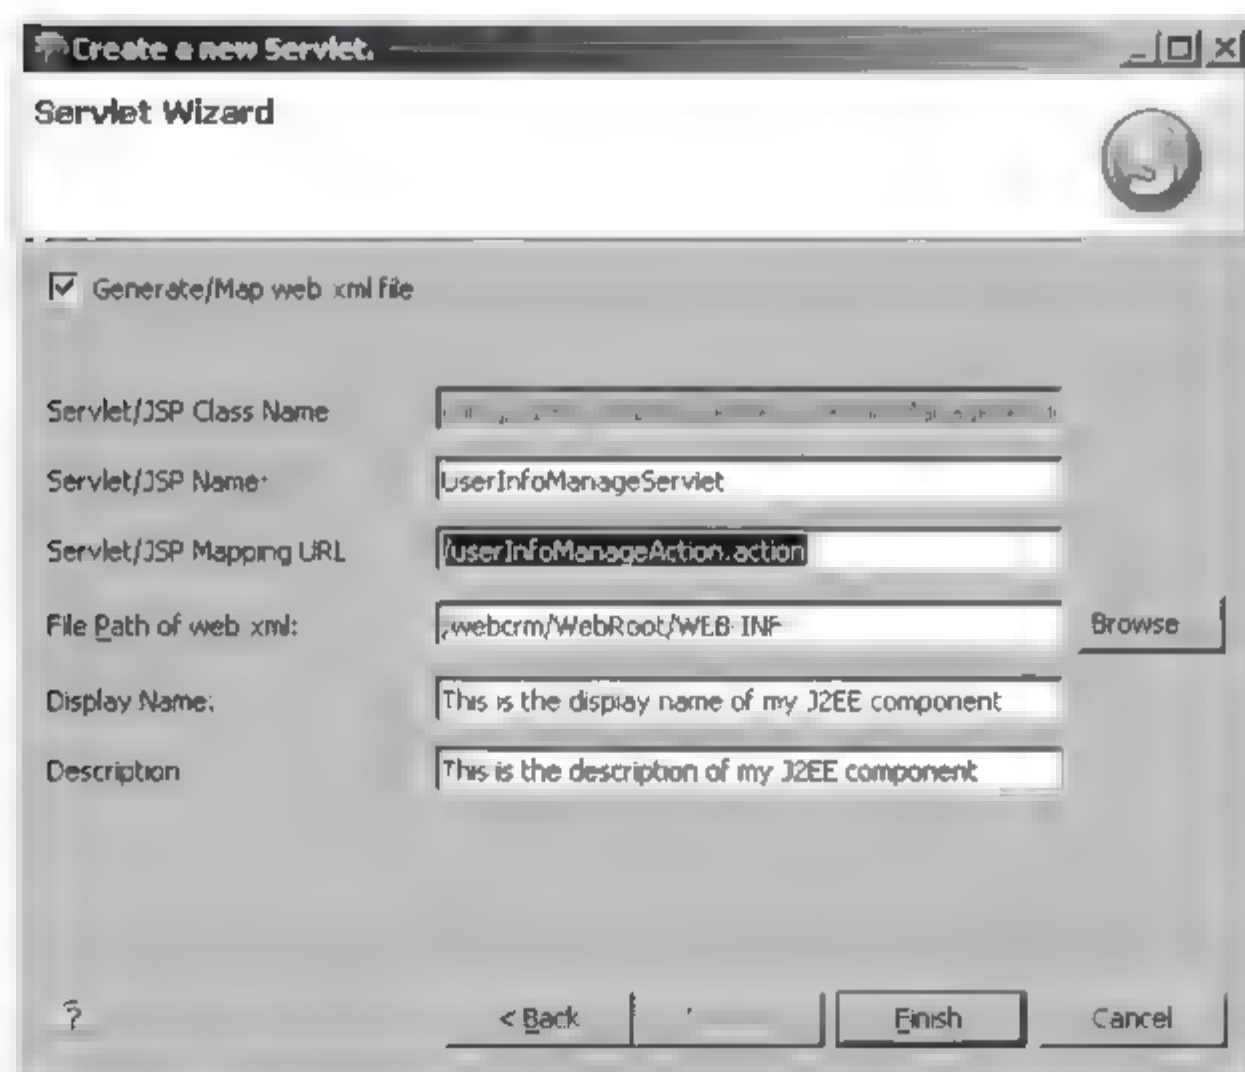 Create a new Servlet.
Servlet Wizard
Generate/Map web xml file
Servlet/JSP Class Name
Servlet/JSP Name: UserInfoManageServlet
Servlet/JSP Mapping URL /userInfoManageAction.action
File Path of web xml: /webcrm/WebRoot/WEB-INF Browse
Display Name: This is the display name of my J2EE component
Description This is the description of my J2EE component
? < Back Finish Cancel